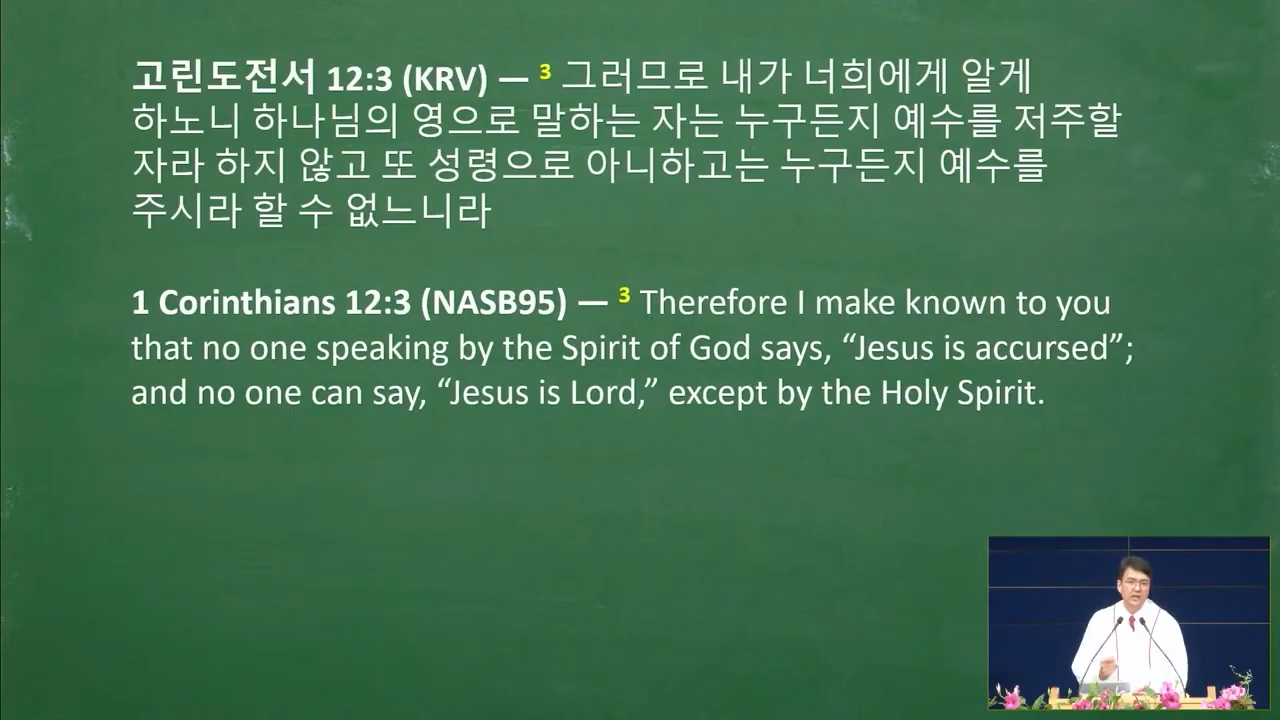 고린도전서 12:3 (KRV) — 3 그러므로 내가 너희에게 알게
하노니 하나님의 영으로 말하는 자는 누구든지 예수를 저주할
자라 하지 않고 또 성령으로 아니하고는 누구든지 예수를
주시라 할 수 없느니라
1 Corinthians 12:3 (NASB95) — 3 Therefore I make known to you
that no one speaking by the Spirit of God says, “Jesus is accursed”;
and no one can say, “Jesus is Lord,” except by the Holy Spirit.